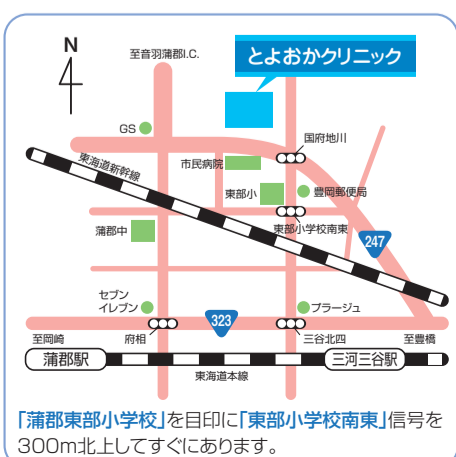 N
至音羽蒲郡I.C.
とよおかクリニック
GS
国府地川
市民病院
東海道新幹線
東部小
豊岡郵便局
蒲郡中
東部小学校南東
247
セブン
イレブン
プラージュ
323
至岡崎
府相
三谷北四
至豊橋
蒲郡駅
三河三谷駅
東海道本線
「蒲郡東部小学校」を目印に「東部小学校南東」信号を
300m北上してすぐにあります。